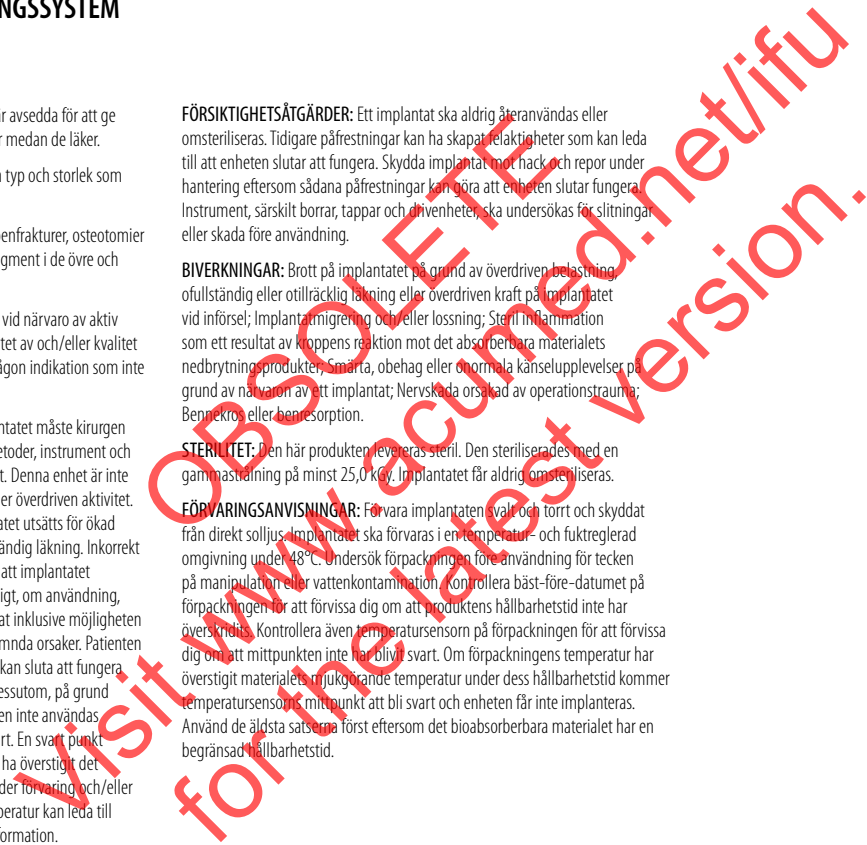 NGSSYSTEM
r avsedda för att ge
r medan de läker.
typ och storlek som
enfrakturer, osteotomier
gment i de övre och
vid närvaro av aktiv
tet av och/eller kvalitet
ågon indikation som inte
ntatet måste kirurgen
etoder, instrument och
t. Denna enhet är inte
er överdriven aktivitet.
tatet utsätts för ökad
ändig läkning. Inkorrekt
att implantatet
igt, om användning,
at inklusive möjligheten
mnda orsaker. Patienten
kan sluta att fungera
essutom, på grund
en inte användas
rt. En svart punkt
ha överstigit det
der förvaring och/eller
peratur kan leda till
formation.
FÖRSIKTIGHETSÅTGÄRDER: Ett implantat ska aldrig återanvändas eller
omsteriliseras. Tidigare påfrestningar kan ha skapat felaktigheter som kan leda
till att enheten slutar att fungera. Skydda implantat mot hack och repor under
hantering eftersom sådana påfrestningar kan göra att enheten slutar fungera.
Instrument, särskilt borrar, tappar och drivenheter, ska undersökas för slitningar
eller skada före användning.
BIVERKNINGAR: Brott på implantatet på grund av överdriven belastning,
ofullständig eller otillräcklig läkning eller överdriven kraft på implantatet
vid införsel; Implantatmigrering och/eller lossning; Steril inflammation
som ett resultat av kroppens reaktion mot det absorberbara materialets
nedbrytningsprodukter; Smärta, obehag eller onormala känselupplevelser på
grund av närvaron av ett implantat; Nervskada orsakad av operationstrauma;
Bennekros eller benresorption.
STERILITET: Den här produkten levereras steril. Den steriliserades med en
gammastrålning på minst 25,0 kGy. Implantatet får aldrig omsteriliseras.
FÖRVARINGSANVISNINGAR: Förvara implantaten svalt och torrt och skyddat
från direkt solljus. Implantatet ska förvaras i en temperatur- och fuktreglerad
omgivning under 48°C. Undersök förpackningen före användning för tecken
på manipulation eller vattenkontamination. Kontrollera bäst-före-datumet på
förpackningen för att förvissa dig om att produktens hållbarhetstid inte har
överskridits. Kontrollera även temperatursensorn på förpackningen för att förvissa
dig om att mittpunkten inte har blivit svart. Om förpackningens temperatur har
överstigit materialets mjukgörande temperatur under dess hållbarhetstid kommer
temperatursensorns mittpunkt att bli svart och enheten får inte implanteras.
Använd de äldsta satserna först eftersom det bioabsorberbara materialet har en
begränsad hållbarhetstid.
OBSOLETE
Visit www.acumed.net/ifu
for the latest version.